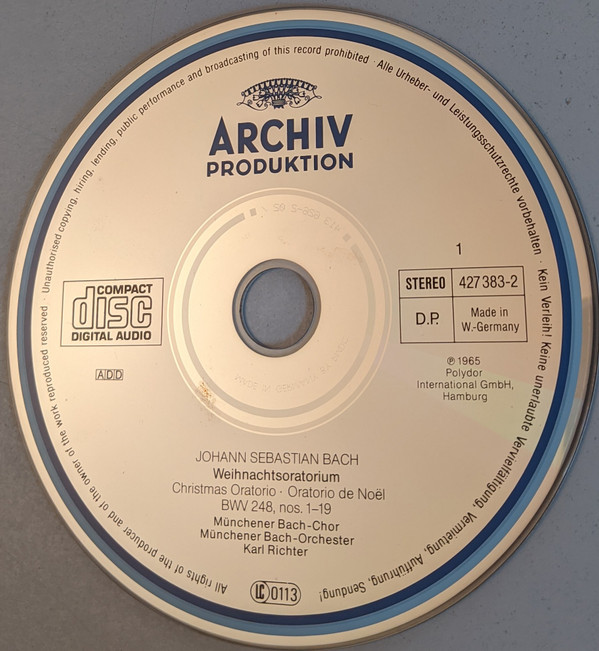 Alle Urheber- und Leistungsschutzrechte vorbehalten · Kein Verleih! Keine unerlaubte Vervielfältigung, Vermietung, Aufführung, Sendung!
All rights of the producer and of the owner of the work reproduced reserved · Unauthorised copying, hiring, lending, public performance and broadcasting of this record prohibited ·
ARCHIV
PRODUKTION
1
COMPACT
disc
DIGITAL AUDIO
ADD
STEREO 427 383-2
D.P. Made in
W.-Germany
℗ 1965
Polydor
International GmbH,
Hamburg
JOHANN SEBASTIAN BACH
Weihnachtsoratorium
Christmas Oratorio · Oratorio de Noël
BWV 248, nos. 1–19
Münchener Bach-Chor
Münchener Bach-Orchester
Karl Richter
LC 0113